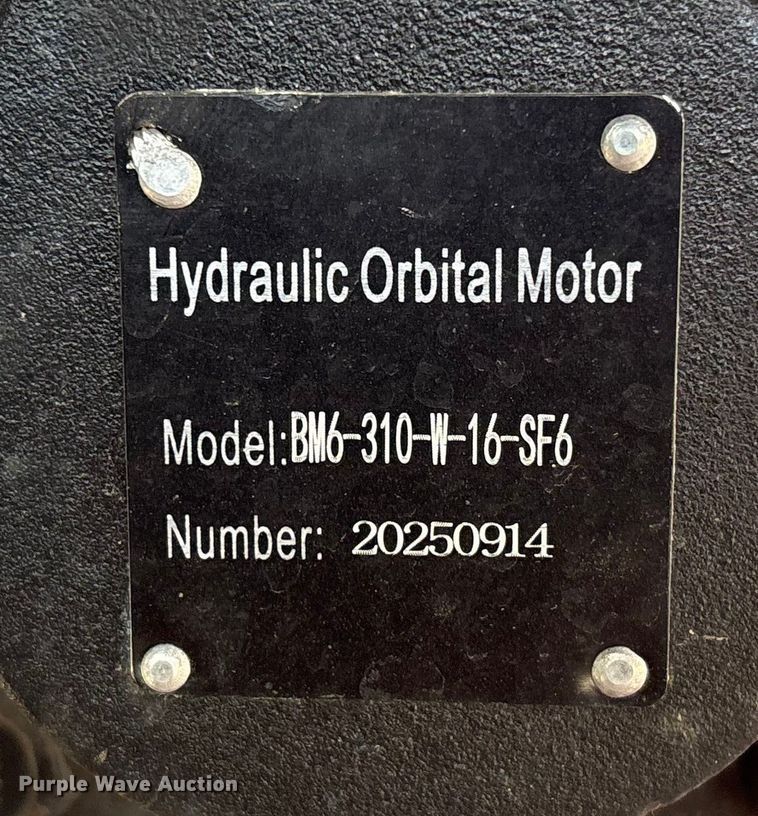 Hydraulic Orbital Motor
Model:BM6-310-W-16-SF6
Number: 20250914
Purple Wave Auction